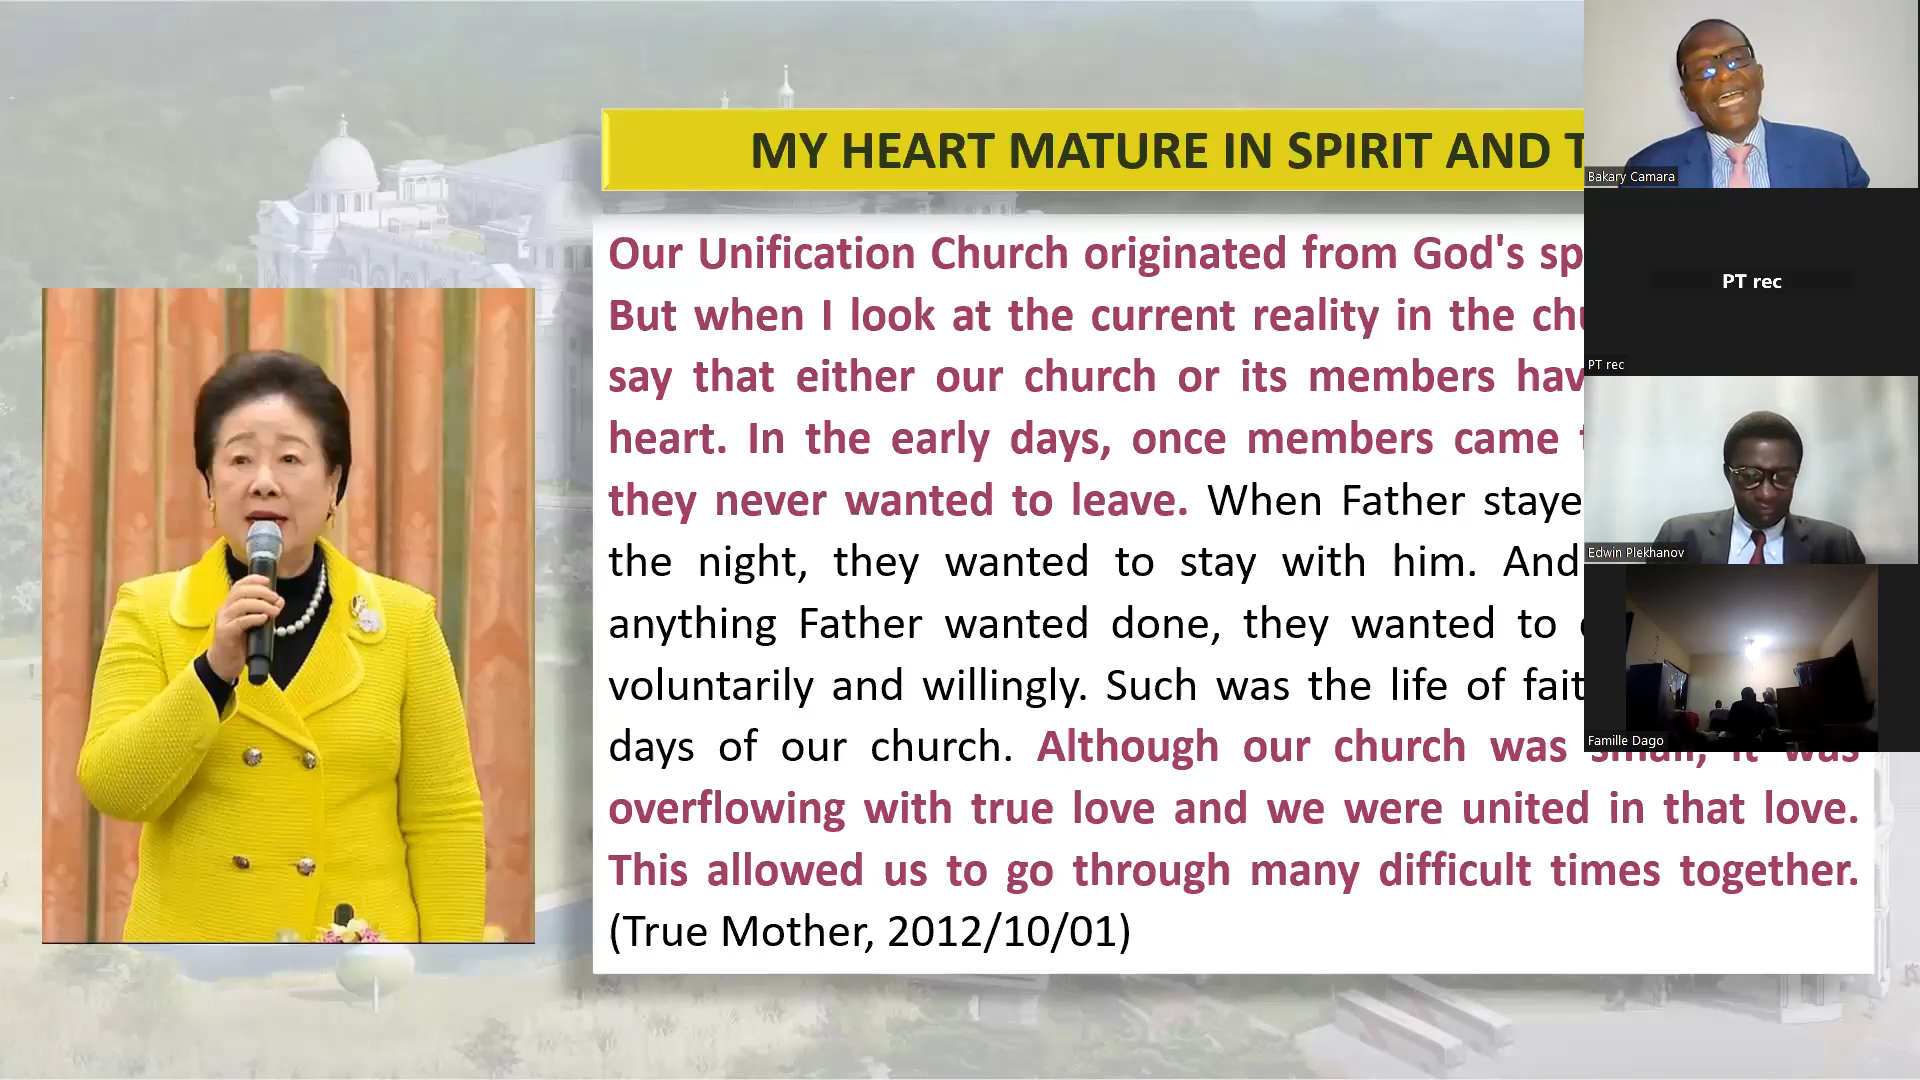 MY HEART MATURE IN SPIRIT AND
Our Unification Church originated from God's
But when I look at the current reality in the
say that either our church or its members
heart. In the early days, once members came
they never wanted to leave. When Father
the night, they wanted to stay with him. And
anything Father wanted done, they wanted to
voluntarily and willingly. Such was the life of
days of our church. Although our church was small, it was
overflowing with true love and we were united in that love.
This allowed us to go through many difficult times together.
(True Mother, 2012/10/01)
Bakary Camara
PT rec
PT rec
Edwin Plekhanov
Famille Dago